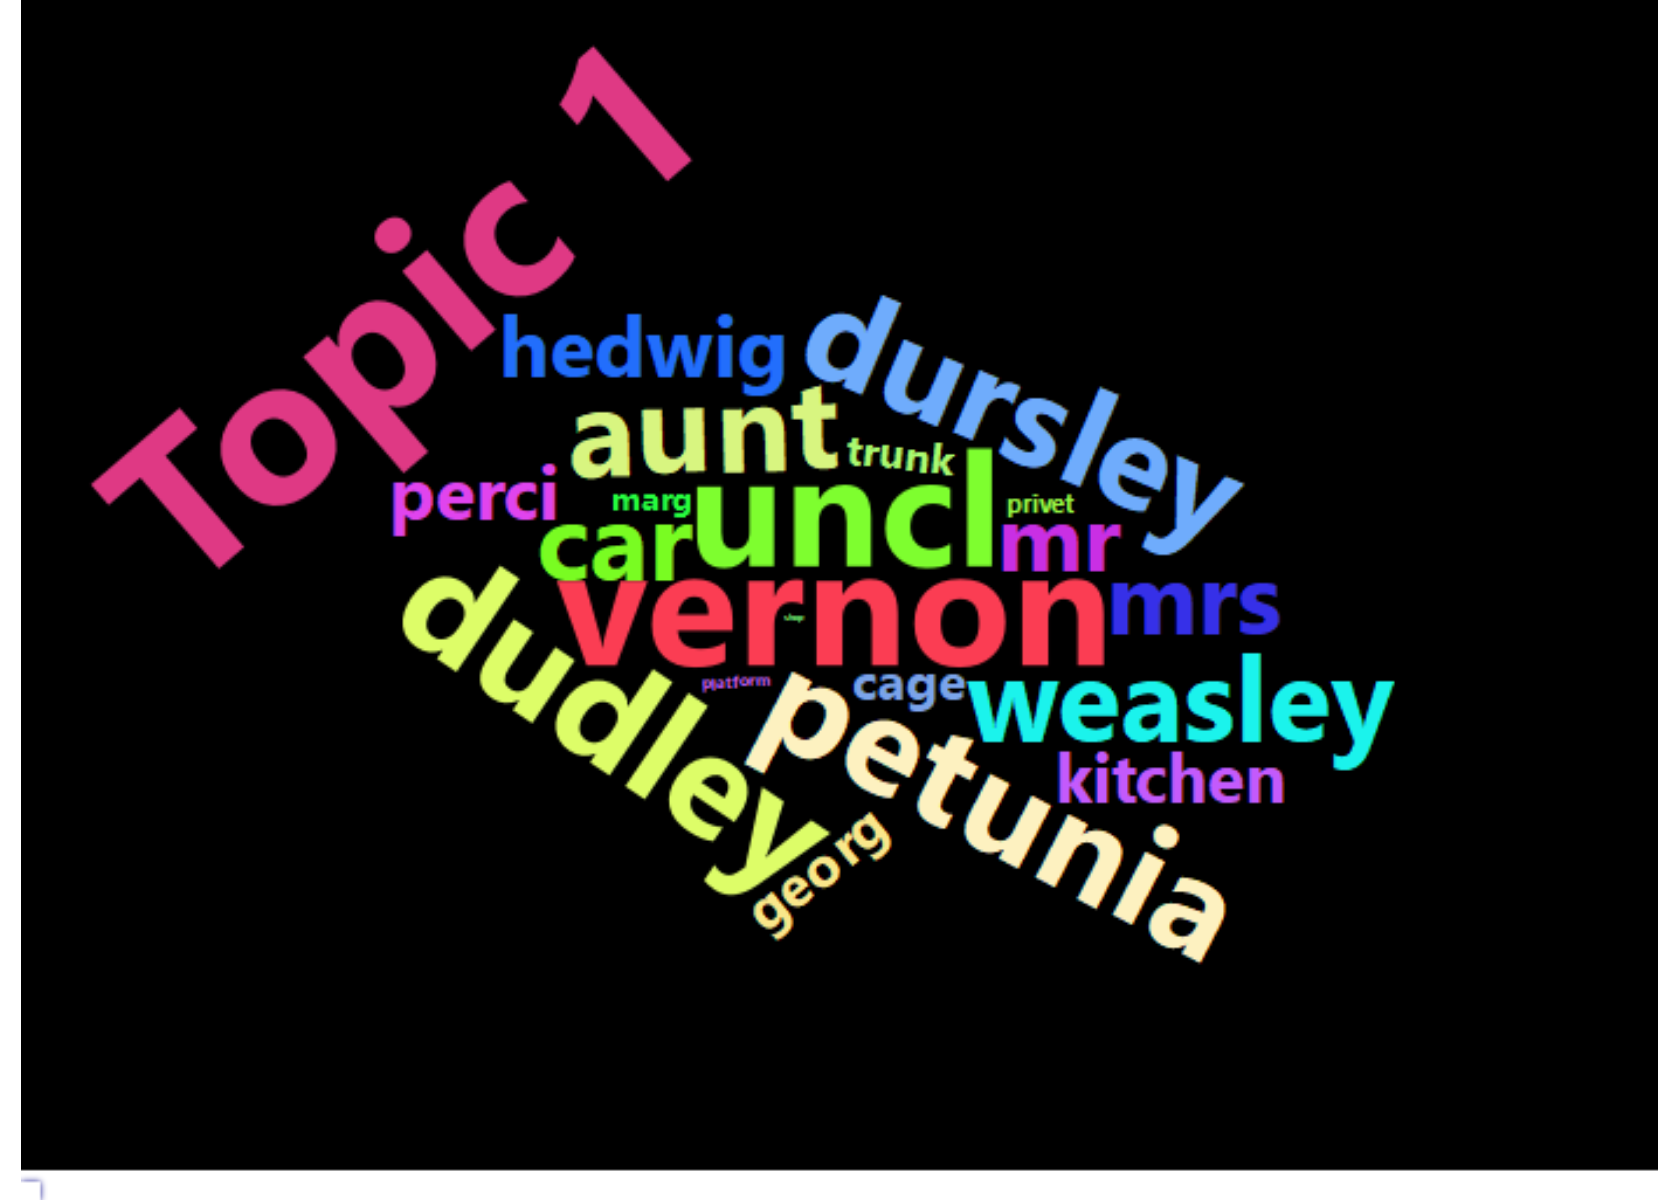 Topic 1
hedwig
dursley
aunt
trunk
perci
marg
uncl
privet
car
mr
vernon
mrs
dudley
platform
cage
weasley
petunia
kitchen
georg